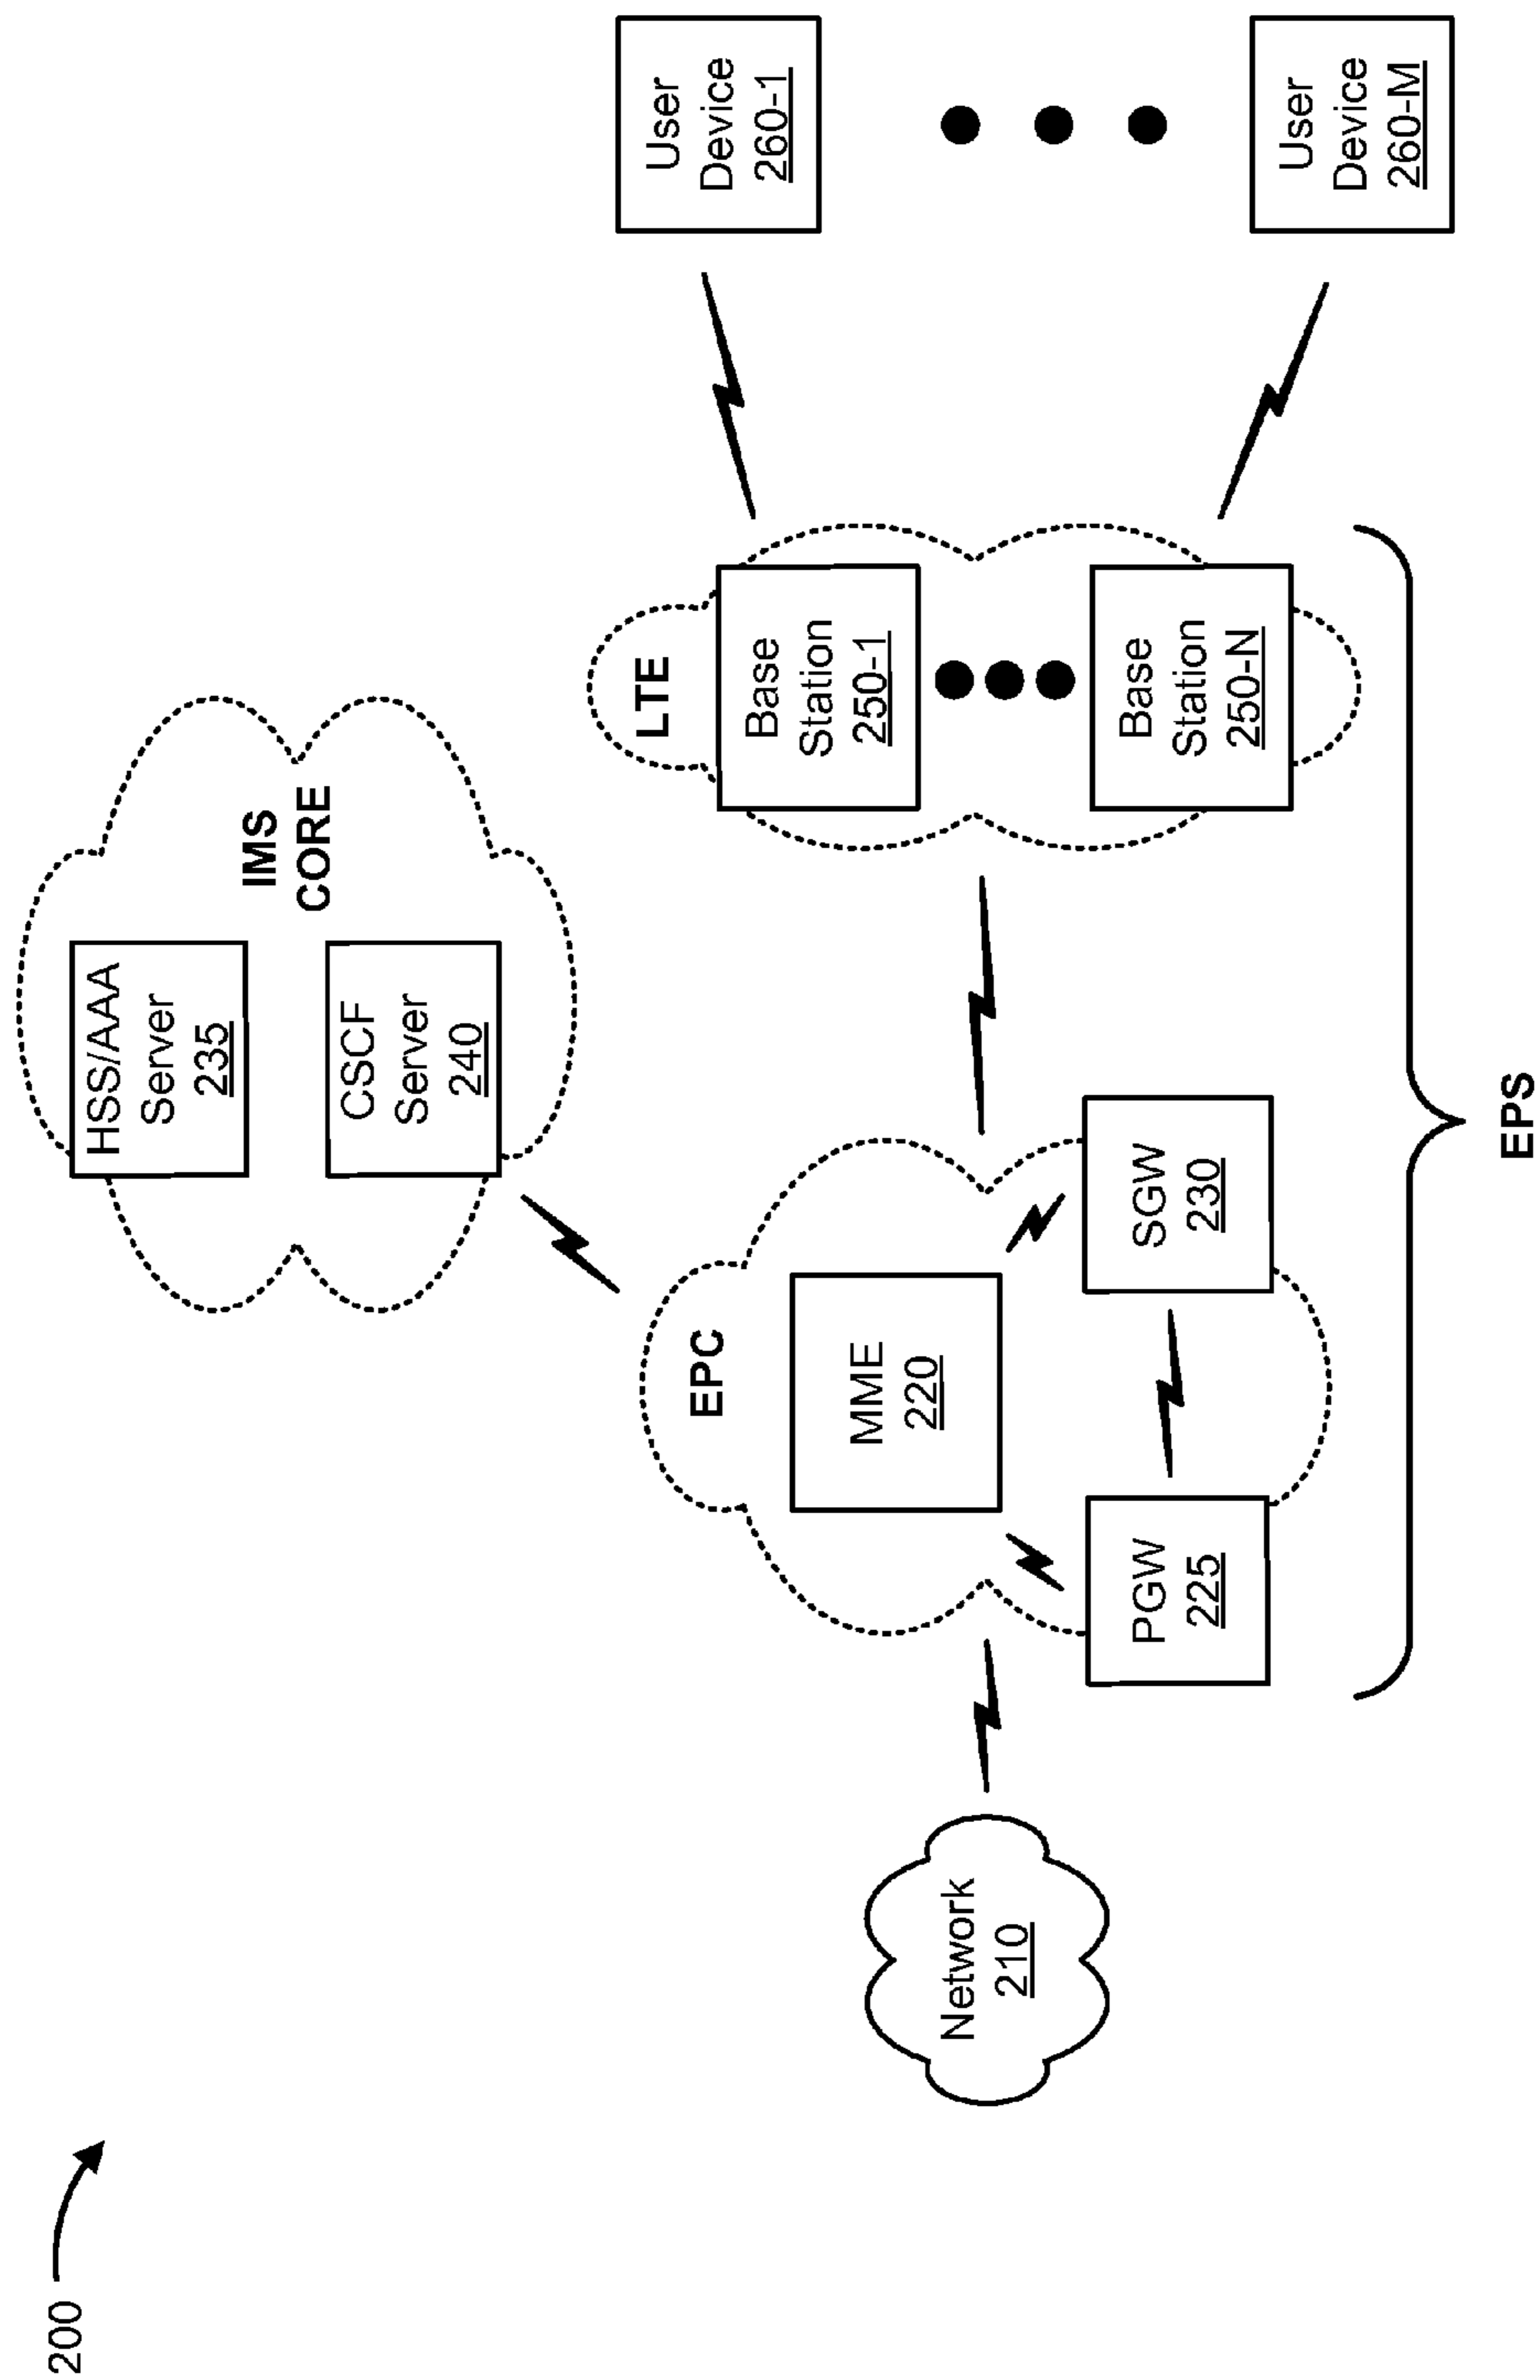 200
IMS
CORE
HSS/AAA
Server
235
CSCF
Server
240
Network
210
EPC
MME
220
PGW
225
SGW
230
LTE
Base
Station
250-1
Base
Station
250-N
User
Device
260-1
User
Device
260-M
EPS